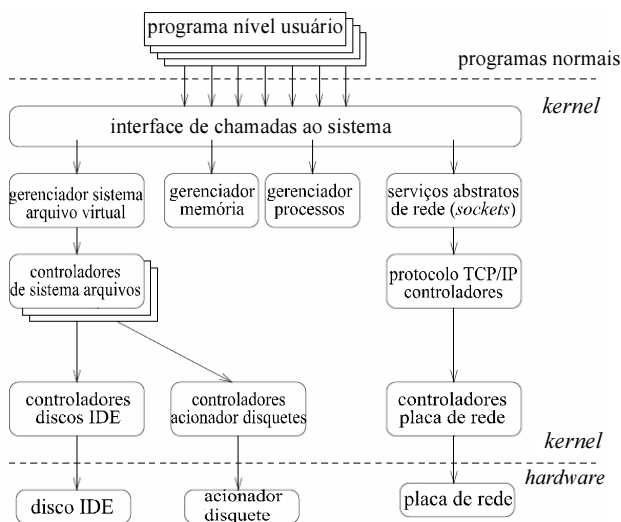 programa nível usuário
programas normais
kernel
interface de chamadas ao sistema
gerenciador sistema
arquivo virtual
gerenciador
memória
gerenciador
processos
serviços abstratos
de rede (sockets)
controladores
de sistema arquivos
protocolo TCP/IP
controladores
controladores
discos IDE
controladores
acionador disquetes
controladores
placa de rede
kernel
hardware
disco IDE
acionador
disquete
placa de rede